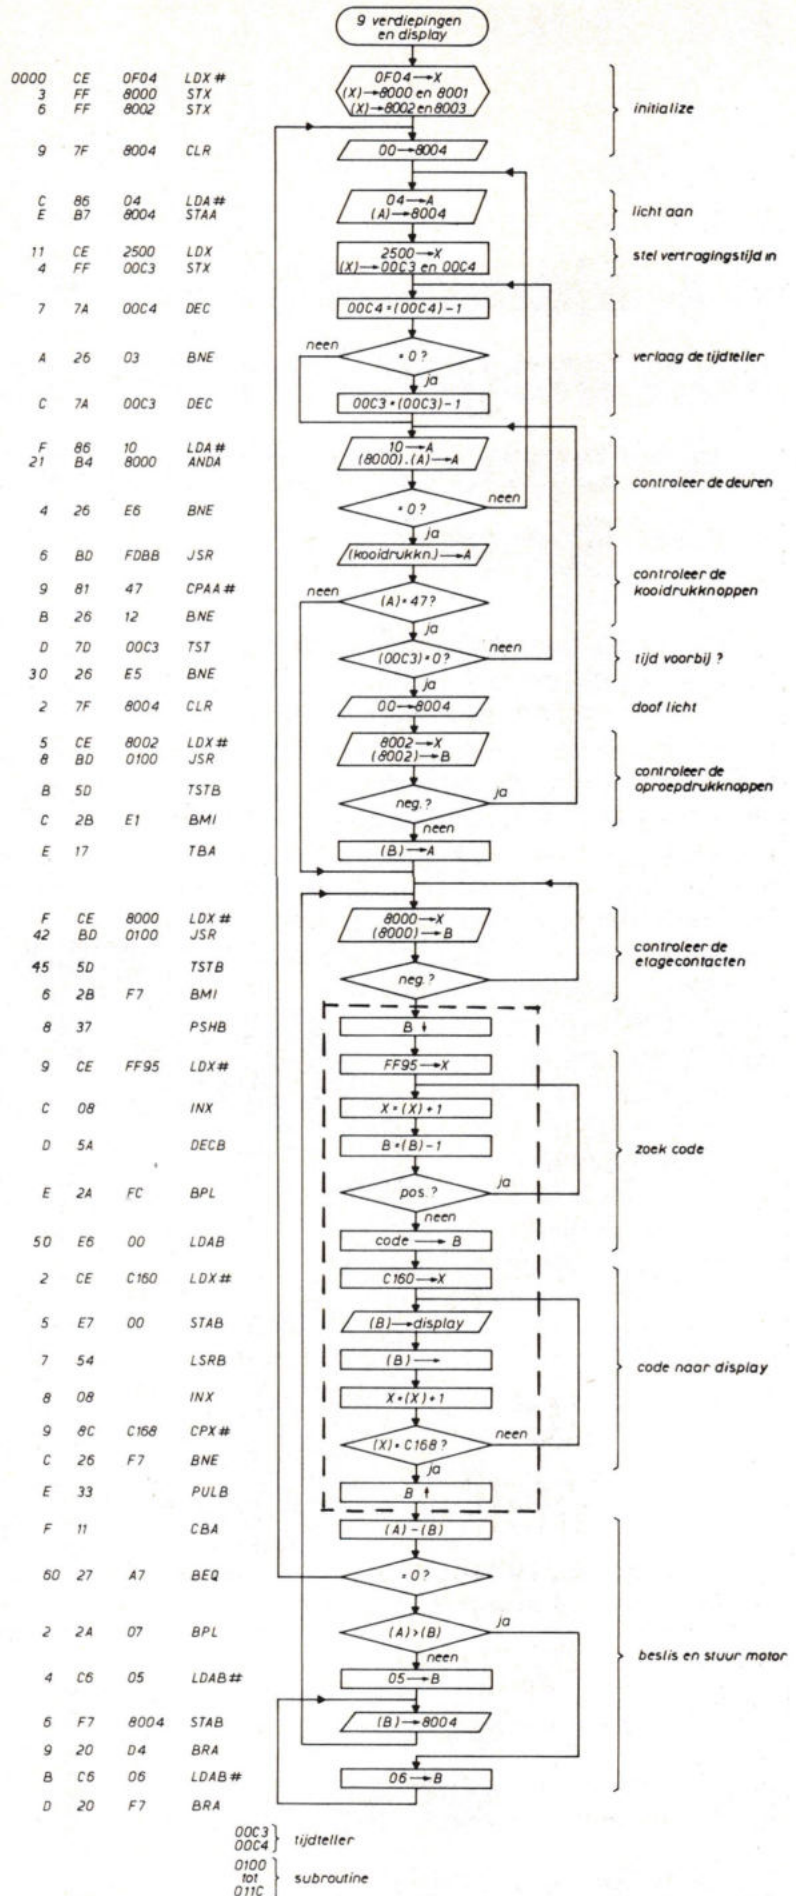 9 verdiepingen
en display
0000 CE 0F04 LDX # 0F04→X
3 FF 8000 STX (X)→8000 en 8001
6 FF 8002 STX (X)→8002 en 8003
initialize
9 7F 8004 CLR 00→8004
C 86 04 LDA# 04→A
E B7 8004 STAA (A)→8004
licht aan
11 CE 2500 LDX 2500→X
4 FF 00C3 STX (X)→00C3 en 00C4
stel vertragingstijd in
7 7A 00C4 DEC 00C4=(00C4)-1
neen
A 26 03 BNE =0?
verlaag de tijdteller
ja
C 7A 00C3 DEC 00C3=(00C3)-1
F 86 10 LDA# 10→A
21 B4 8000 ANDA (8000).(A)→A
controleer de deuren
neen
4 26 E6 BNE =0?
ja
6 BD FDBB JSR (kooidrukkn.)→A
controleer de
kooidrukknoppen
neen
9 81 47 CPAA# (A)=47?
B 26 12 BNE
ja
D 7D 00C3 TST (00C3)=0? neen
tijd voorbij ?
30 26 E5 BNE
ja
2 7F 8004 CLR 00→8004 doof licht
5 CE 8002 LDX# 8002→X
8 BD 0100 JSR (8002)→B
controleer de
oproepdrukknoppen
B 5D TSTB neg.? ja
C 2B E1 BMI
neen
E 17 TBA (B)→A
F CE 8000 LDX# 8000→X
42 BD 0100 JSR (8000)→B
controleer de
etagecontacten
45 5D TSTB neg.?
6 2B F7 BMI
8 37 PSHB B ↓
9 CE FF95 LDX# FF95→X
C 08 INX X=(X)+1
D 5A DECB B=(B)-1
zoek code
E 2A FC BPL pos.? ja
neen
50 E6 00 LDAB code → B
2 CE C160 LDX# C160→X
5 E7 00 STAB (B)→display
7 54 LSRB (B)→
code naar display
8 08 INX X=(X)+1
9 8C C168 CPX# (X)=C168? neen
C 26 F7 BNE
ja
E 33 PULB B ↑
F 11 CBA (A)-(B)
60 27 A7 BEQ =0?
2 2A 07 BPL (A)>(B) ja
beslis en stuur motor
neen
4 C6 05 LDAB# 05→B
6 F7 8004 STAB (B)→8004
9 20 D4 BRA
B C6 06 LDAB# 06→B
D 20 F7 BRA
00C3
00C4
tijdteller
0100
tot
011C
subroutine